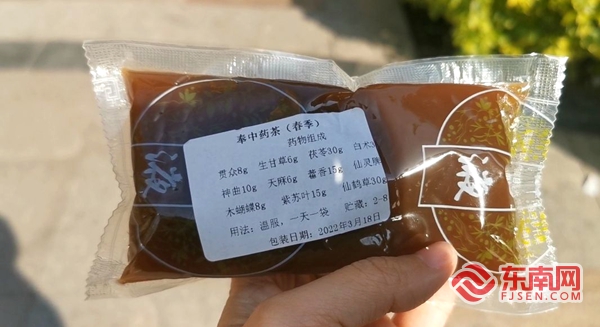 奉中药茶（春季）
药物组成
贯众8g 生甘草6g 茯苓30g 白术
神曲10g 天麻6g 藿香15g 仙灵
木蝴蝶8g 紫苏叶15g 仙鹤草30g
用法：温服，一天一袋 贮藏：2-8
包装日期：2022年3月18日
液
液
东南网
FJSEN.COM